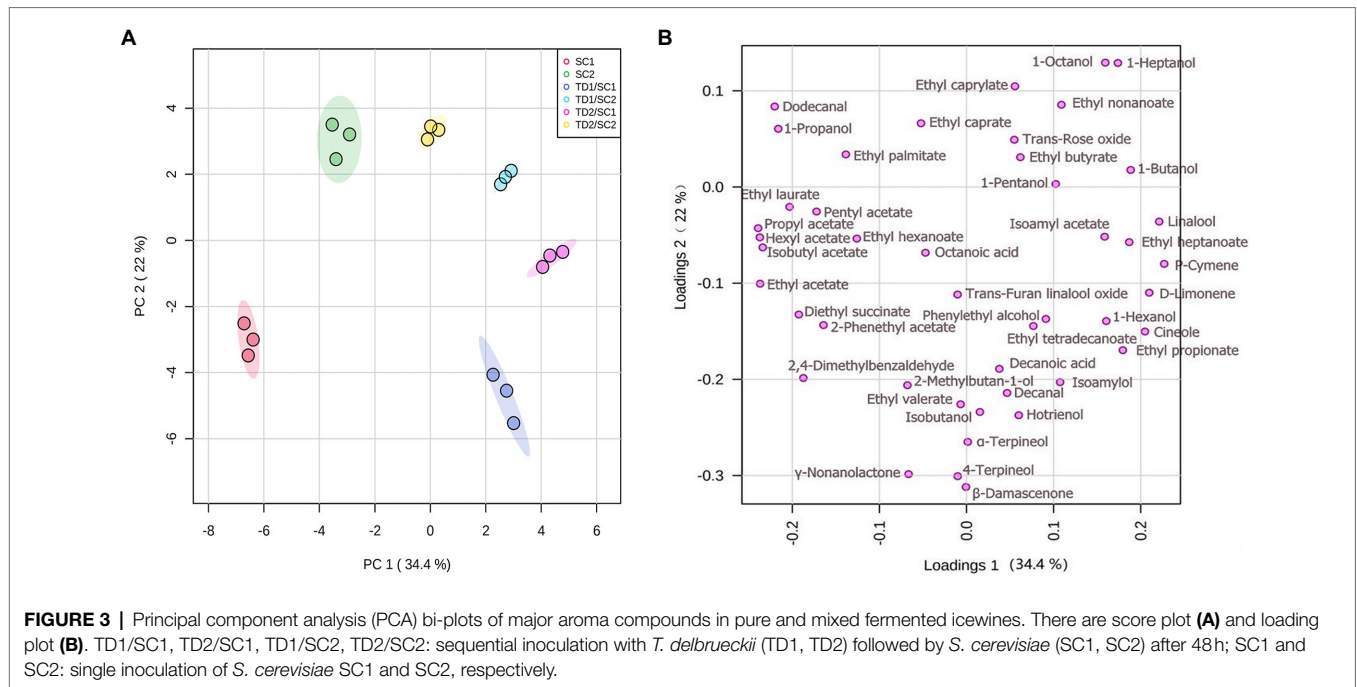 A
SC1
SC2
TD1/SC1
TD1/SC2
TD2/SC1
TD2/SC2
4
2
0
-2
-4
-6
PC 2 ( 22 %)
-8 -6 -4 -2 0 2 4 6
PC 1 ( 34.4 %)
B
1-Octanol
1-Heptanol
Ethyl caprylate
Ethyl nonanoate
Dodecanal
Ethyl caprate
1-Propanol
Trans-Rose oxide
Ethyl palmitate
Ethyl butyrate
1-Butanol
1-Pentanol
Ethyl laurate
Pentyl acetate
Propyl acetate
Isoamyl acetate
Linalool
Hexyl acetate
Ethyl hexanoate
Ethyl heptanoate
Isobutyl acetate
Octanoic acid
P-Cymene
Ethyl acetate
Trans-Furan linalool oxide
D-Limonene
Diethyl succinate
Phenylethyl alcohol
1-Hexanol
2-Phenethyl acetate
Ethyl tetradecanoate
Cineole
Ethyl propionate
2,4-Dimethylbenzaldehyde
Decanoic acid
2-Methylbutan-1-ol
Isoamylol
Ethyl valerate
Decanal
Isobutanol
Hotrienol
α-Terpineol
γ-Nonanolactone
4-Terpineol
β-Damascenone
0.1
0.0
-0.1
-0.2
-0.3
Loadings 2 ( 22 %)
-0.2 -0.1 0.0 0.1 0.2
Loadings 1 (34.4 %)
FIGURE 3 | Principal component analysis (PCA) bi-plots of major aroma compounds in pure and mixed fermented icewines. There are score plot (A) and loading
plot (B). TD1/SC1, TD2/SC1, TD1/SC2, TD2/SC2: sequential inoculation with T. delbrueckii (TD1, TD2) followed by S. cerevisiae (SC1, SC2) after 48 h; SC1 and
SC2: single inoculation of S. cerevisiae SC1 and SC2, respectively.